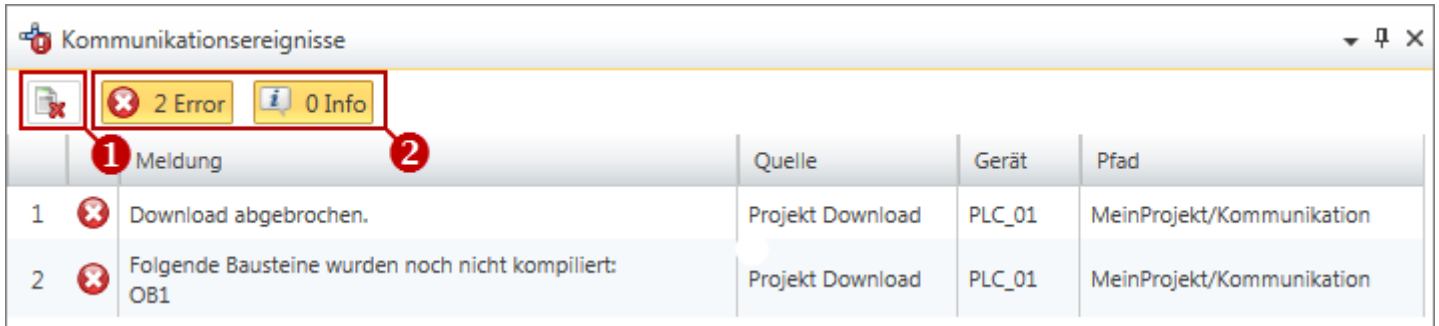 Kommunikationsereignisse
2 Error 0 Info
1 2
Meldung Quelle Gerät Pfad
1 Download abgebrochen. Projekt Download PLC_01 MeinProjekt/Kommunikation
2 Folgende Bausteine wurden noch nicht kompiliert: Projekt Download PLC_01 MeinProjekt/Kommunikation
OB1